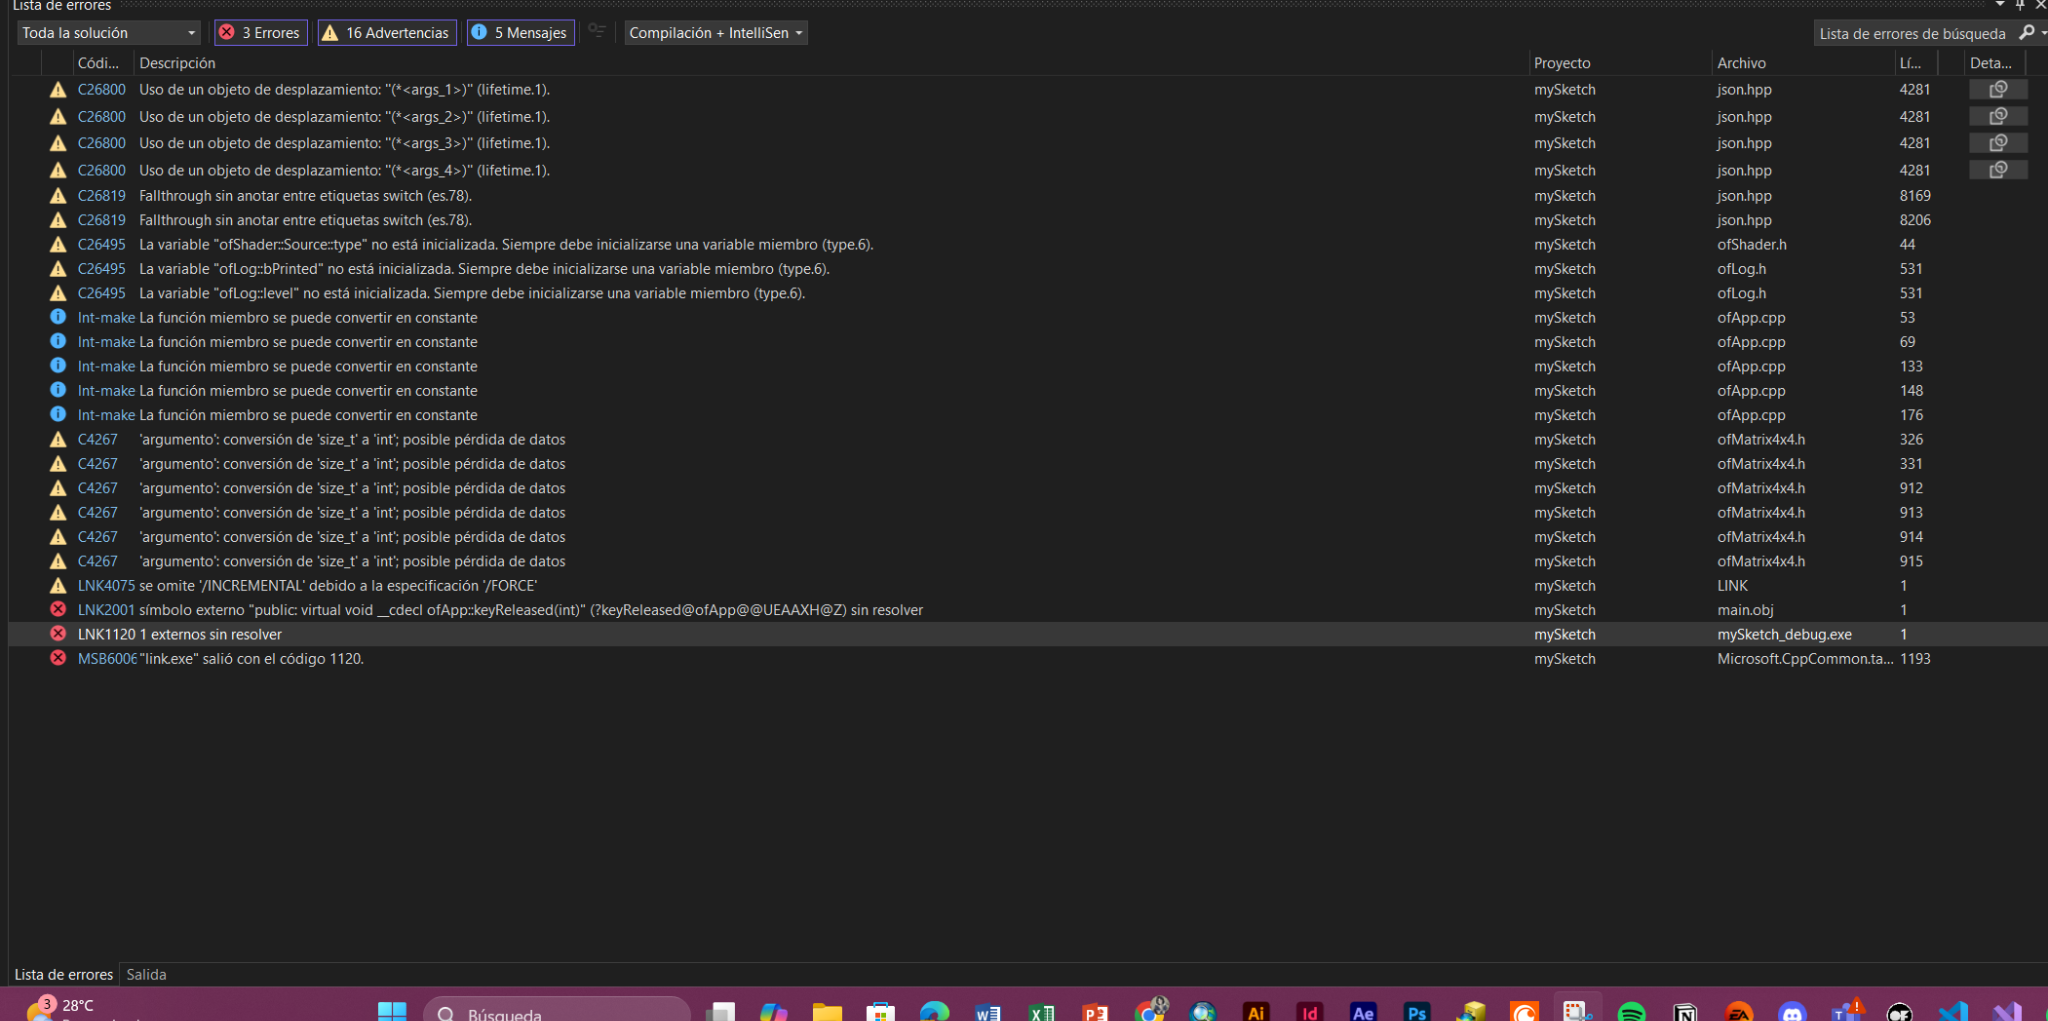 Lista de errores
Toda la solución 3 Errores 16 Advertencias 5 Mensajes Compilación + IntelliSen Lista de errores de búsqueda
Códi... Descripción Proyecto Archivo Lí... Deta...
C26800 Uso de un objeto de desplazamiento: "(*<args_1>)" (lifetime.1). mySketch json.hpp 4281
C26800 Uso de un objeto de desplazamiento: "(*<args_2>)" (lifetime.1). mySketch json.hpp 4281
C26800 Uso de un objeto de desplazamiento: "(*<args_3>)" (lifetime.1). mySketch json.hpp 4281
C26800 Uso de un objeto de desplazamiento: "(*<args_4>)" (lifetime.1). mySketch json.hpp 4281
C26819 Fallthrough sin anotar entre etiquetas switch (es.78). mySketch json.hpp 8169
C26819 Fallthrough sin anotar entre etiquetas switch (es.78). mySketch json.hpp 8206
C26495 La variable "ofShader::Source::type" no está inicializada. Siempre debe inicializarse una variable miembro (type.6). mySketch ofShader.h 44
C26495 La variable "ofLog::bPrinted" no está inicializada. Siempre debe inicializarse una variable miembro (type.6). mySketch ofLog.h 531
C26495 La variable "ofLog::level" no está inicializada. Siempre debe inicializarse una variable miembro (type.6). mySketch ofLog.h 531
Int-make La función miembro se puede convertir en constante mySketch ofApp.cpp 53
Int-make La función miembro se puede convertir en constante mySketch ofApp.cpp 69
Int-make La función miembro se puede convertir en constante mySketch ofApp.cpp 133
Int-make La función miembro se puede convertir en constante mySketch ofApp.cpp 148
Int-make La función miembro se puede convertir en constante mySketch ofApp.cpp 176
C4267 'argumento': conversión de 'size_t' a 'int'; posible pérdida de datos mySketch ofMatrix4x4.h 326
C4267 'argumento': conversión de 'size_t' a 'int'; posible pérdida de datos mySketch ofMatrix4x4.h 331
C4267 'argumento': conversión de 'size_t' a 'int'; posible pérdida de datos mySketch ofMatrix4x4.h 912
C4267 'argumento': conversión de 'size_t' a 'int'; posible pérdida de datos mySketch ofMatrix4x4.h 913
C4267 'argumento': conversión de 'size_t' a 'int'; posible pérdida de datos mySketch ofMatrix4x4.h 914
C4267 'argumento': conversión de 'size_t' a 'int'; posible pérdida de datos mySketch ofMatrix4x4.h 915
LNK4075 se omite '/INCREMENTAL' debido a la especificación '/FORCE' mySketch LINK 1
LNK2001 símbolo externo "public: virtual void __cdecl ofApp::keyReleased(int)" (?keyReleased@ofApp@@UEAAXH@Z) sin resolver mySketch main.obj 1
LNK1120 1 externos sin resolver mySketch mySketch_debug.exe 1
MSB6006 "link.exe" salió con el código 1120. mySketch Microsoft.CppCommon.ta... 1193
Lista de errores Salida
3 28°C
Búsqueda
Ai Id Ae Ps